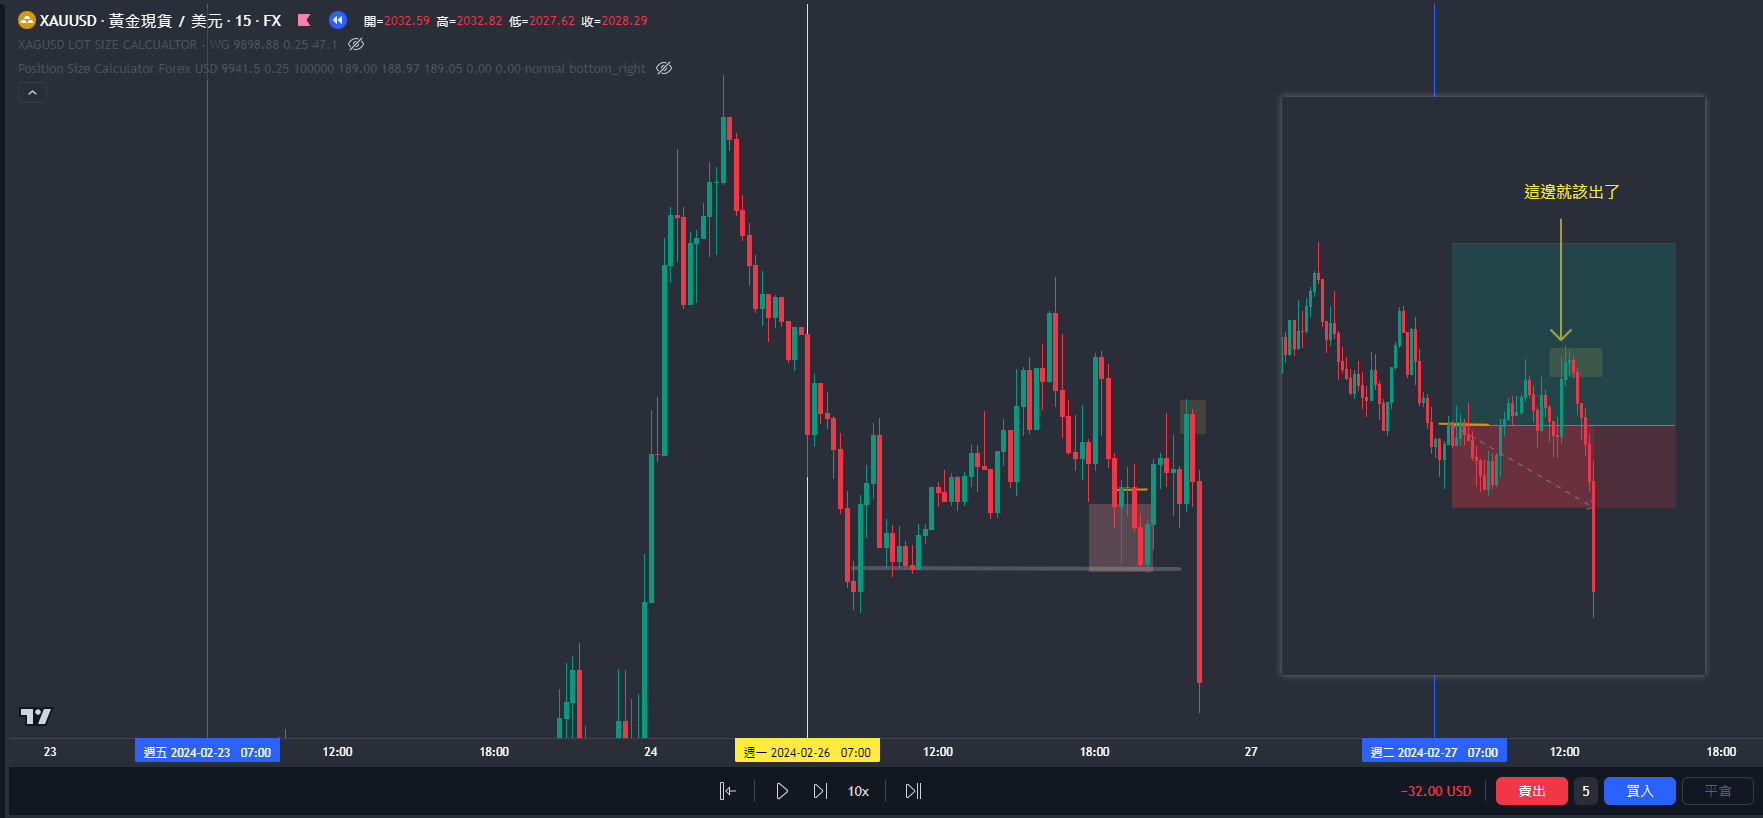 XAUUSD · 黃金現貨 / 美元 · 15 · FX 開=2032.59 高=2032.82 低=2027.62 收=2028.29
XAGUSD LOT SIZE CALCUALTOR - WG 9898.88 0.25 47.1
Position Size Calculator Forex USD 9941.5 0.25 100000 189.00 188.97 189.05 0.00 0.00 normal bottom_right
這邊就該出了
23 週五 2024-02-23 07:00 12:00 18:00 24 週一 2024-02-26 07:00 12:00 18:00 27 週二 2024-02-27 07:00 12:00 18:00
10x −32.00 USD 賣出 5 買入 平倉